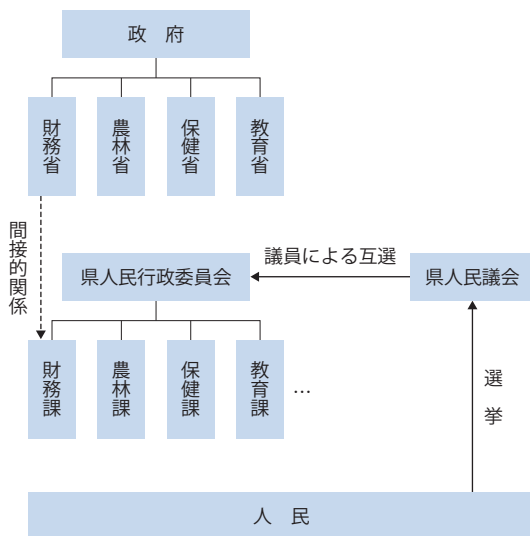 政　府
財務省
農林省
保健省
教育省
間接的関係
議員による互選
県人民行政委員会
県人民議会
財務課
農林課
保健課
教育課
…
選　挙
人　民